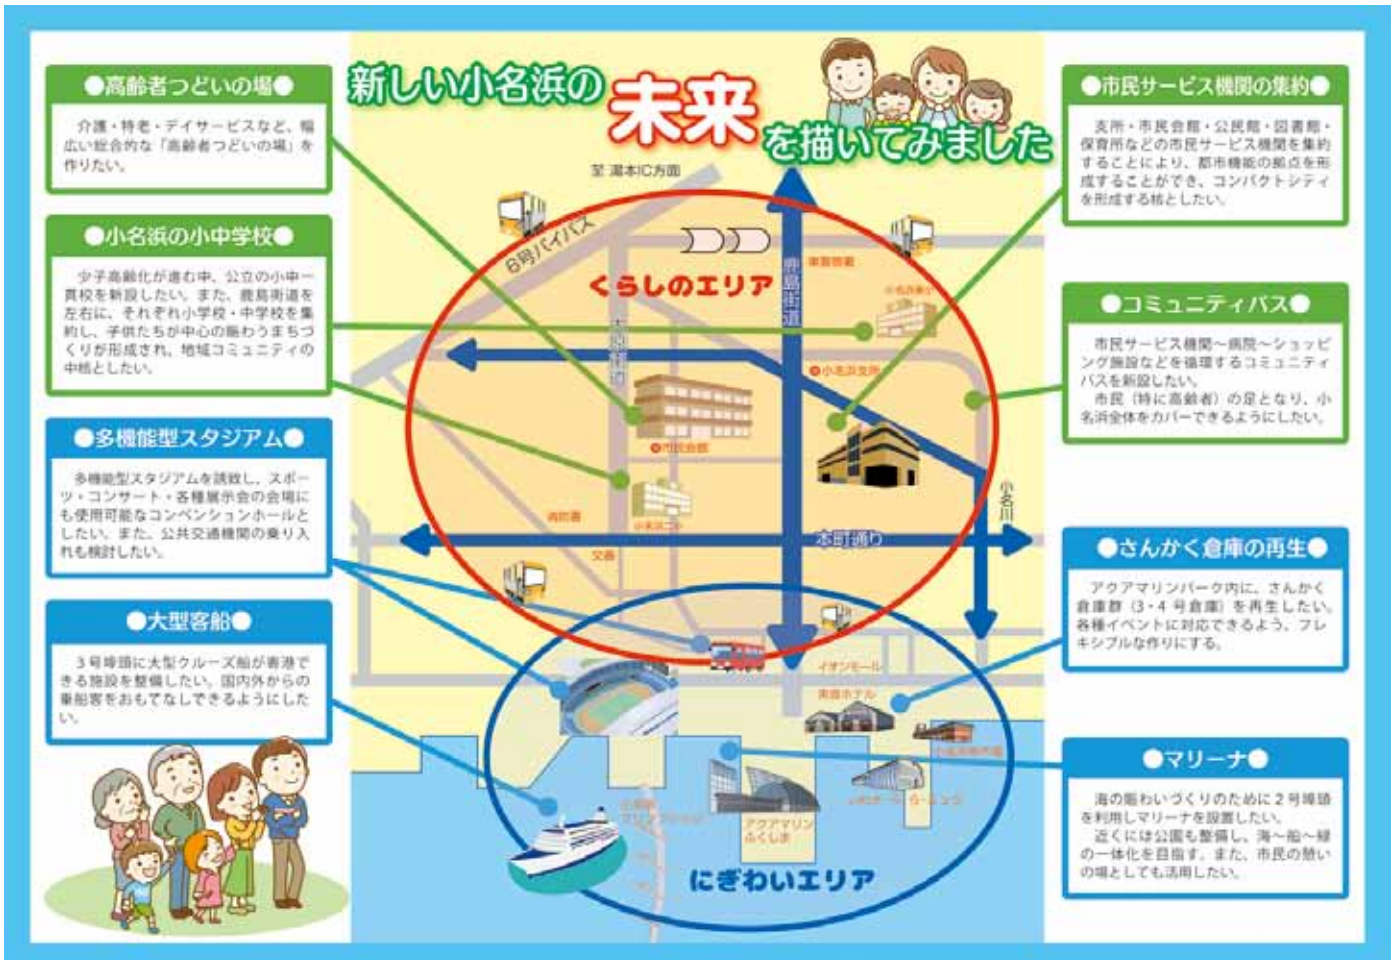 新しい小名浜の
未来
を描いてみました
●高齢者つどいの場●
介護・特老・デイサービスなど、幅
広い総合的な「高齢者つどいの場」を
作りたい。
●小名浜の小中学校●
少子高齢化が進む中、公立の小中一
貫校を新設したい。また、鹿島街道を
左右に、それぞれ小学校・中学校を集
約し、子供たちが中心の賑わうまちづ
くりが形成され、地域コミュニティの
中核としたい。
●多機能型スタジアム●
多機能型スタジアムを誘致し、スポー
ツ・コンサート・各種展示会の会場に
も使用可能なコンベンションホールと
したい。また、公共交通機関の乗り入
れも検討したい。
●大型客船●
3号埠頭に大型クルーズ船が寄港で
きる施設を整備したい。国内外からの
乗船客をおもてなしできるようにした
い。
至 湯本IC方面
6号バイパス
くらしのエリア
鹿島街道
小名浜支所
市民会館
小名浜二小
消防署
交番
本町通り
小名川
イオンモール
アクアマリン
ふくしま
にぎわいエリア
●市民サービス機関の集約●
支所・市民会館・公民館・図書館・
保育所などの市民サービス機関を集約
することにより、都市機能の拠点を形
成することができ、コンパクトシティ
を形成する核としたい。
●コミュニティバス●
市民サービス機関～病院～ショッピ
ング施設などを循環するコミュニティ
バスを新設したい。
市民（特に高齢者）の足となり、小
名浜全体をカバーできるようにしたい。
●さんかく倉庫の再生●
アクアマリンパーク内に、さんかく
倉庫群（3・4 号倉庫）を再生したい。
各種イベントに対応できるよう、フレ
キシブルな作りにする。
●マリーナ●
海の賑わいづくりのために2号埠頭
を利用しマリーナを設置したい。
近くには公園も整備し、海～船～緑
の一体化を目指す。また、市民の憩い
の場としても活用したい。